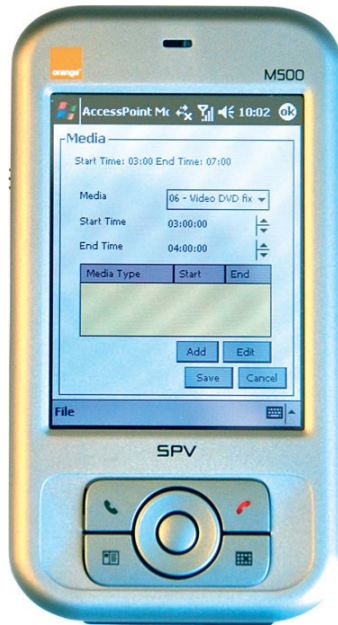 orange™
M500
AccessPoint Mc 10:02 ok
Media
Start Time: 03:00 End Time: 07:00
Media 06 - Video DVD fix
Start Time 03:00:00
End Time 04:00:00
Media Type Start End
Add Edit
Save Cancel
File
SPV